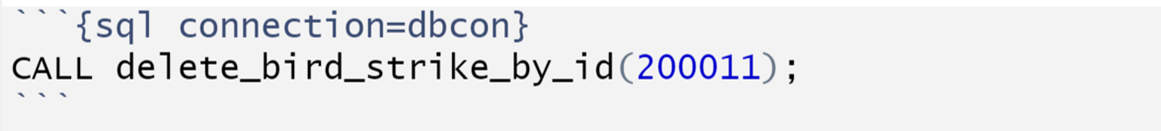 ```{sql connection=dbcon}
CALL delete_bird_strike_by_id(200011);
```